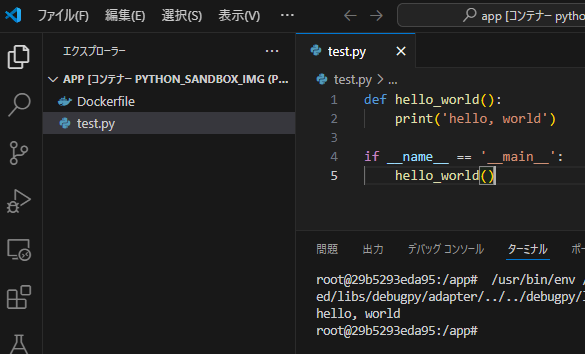 ファイル(F) 編集(E) 選択(S) 表示(V) ··· app [コンテナー python_sandbox_img
エクスプローラー ···
APP [コンテナー PYTHON_SANDBOX_IMG (P...
Dockerfile
test.py
test.py
test.py > ...
1 def hello_world():
2 print('hello, world')
3
4 if __name__ == '__main__':
5 hello_world()
問題 出力 デバッグ コンソール ターミナル
root@29b5293eda95:/app# /usr/bin/env
ed/libs/debugpy/adapter/../../debugpy/
hello, world
root@29b5293eda95:/app#